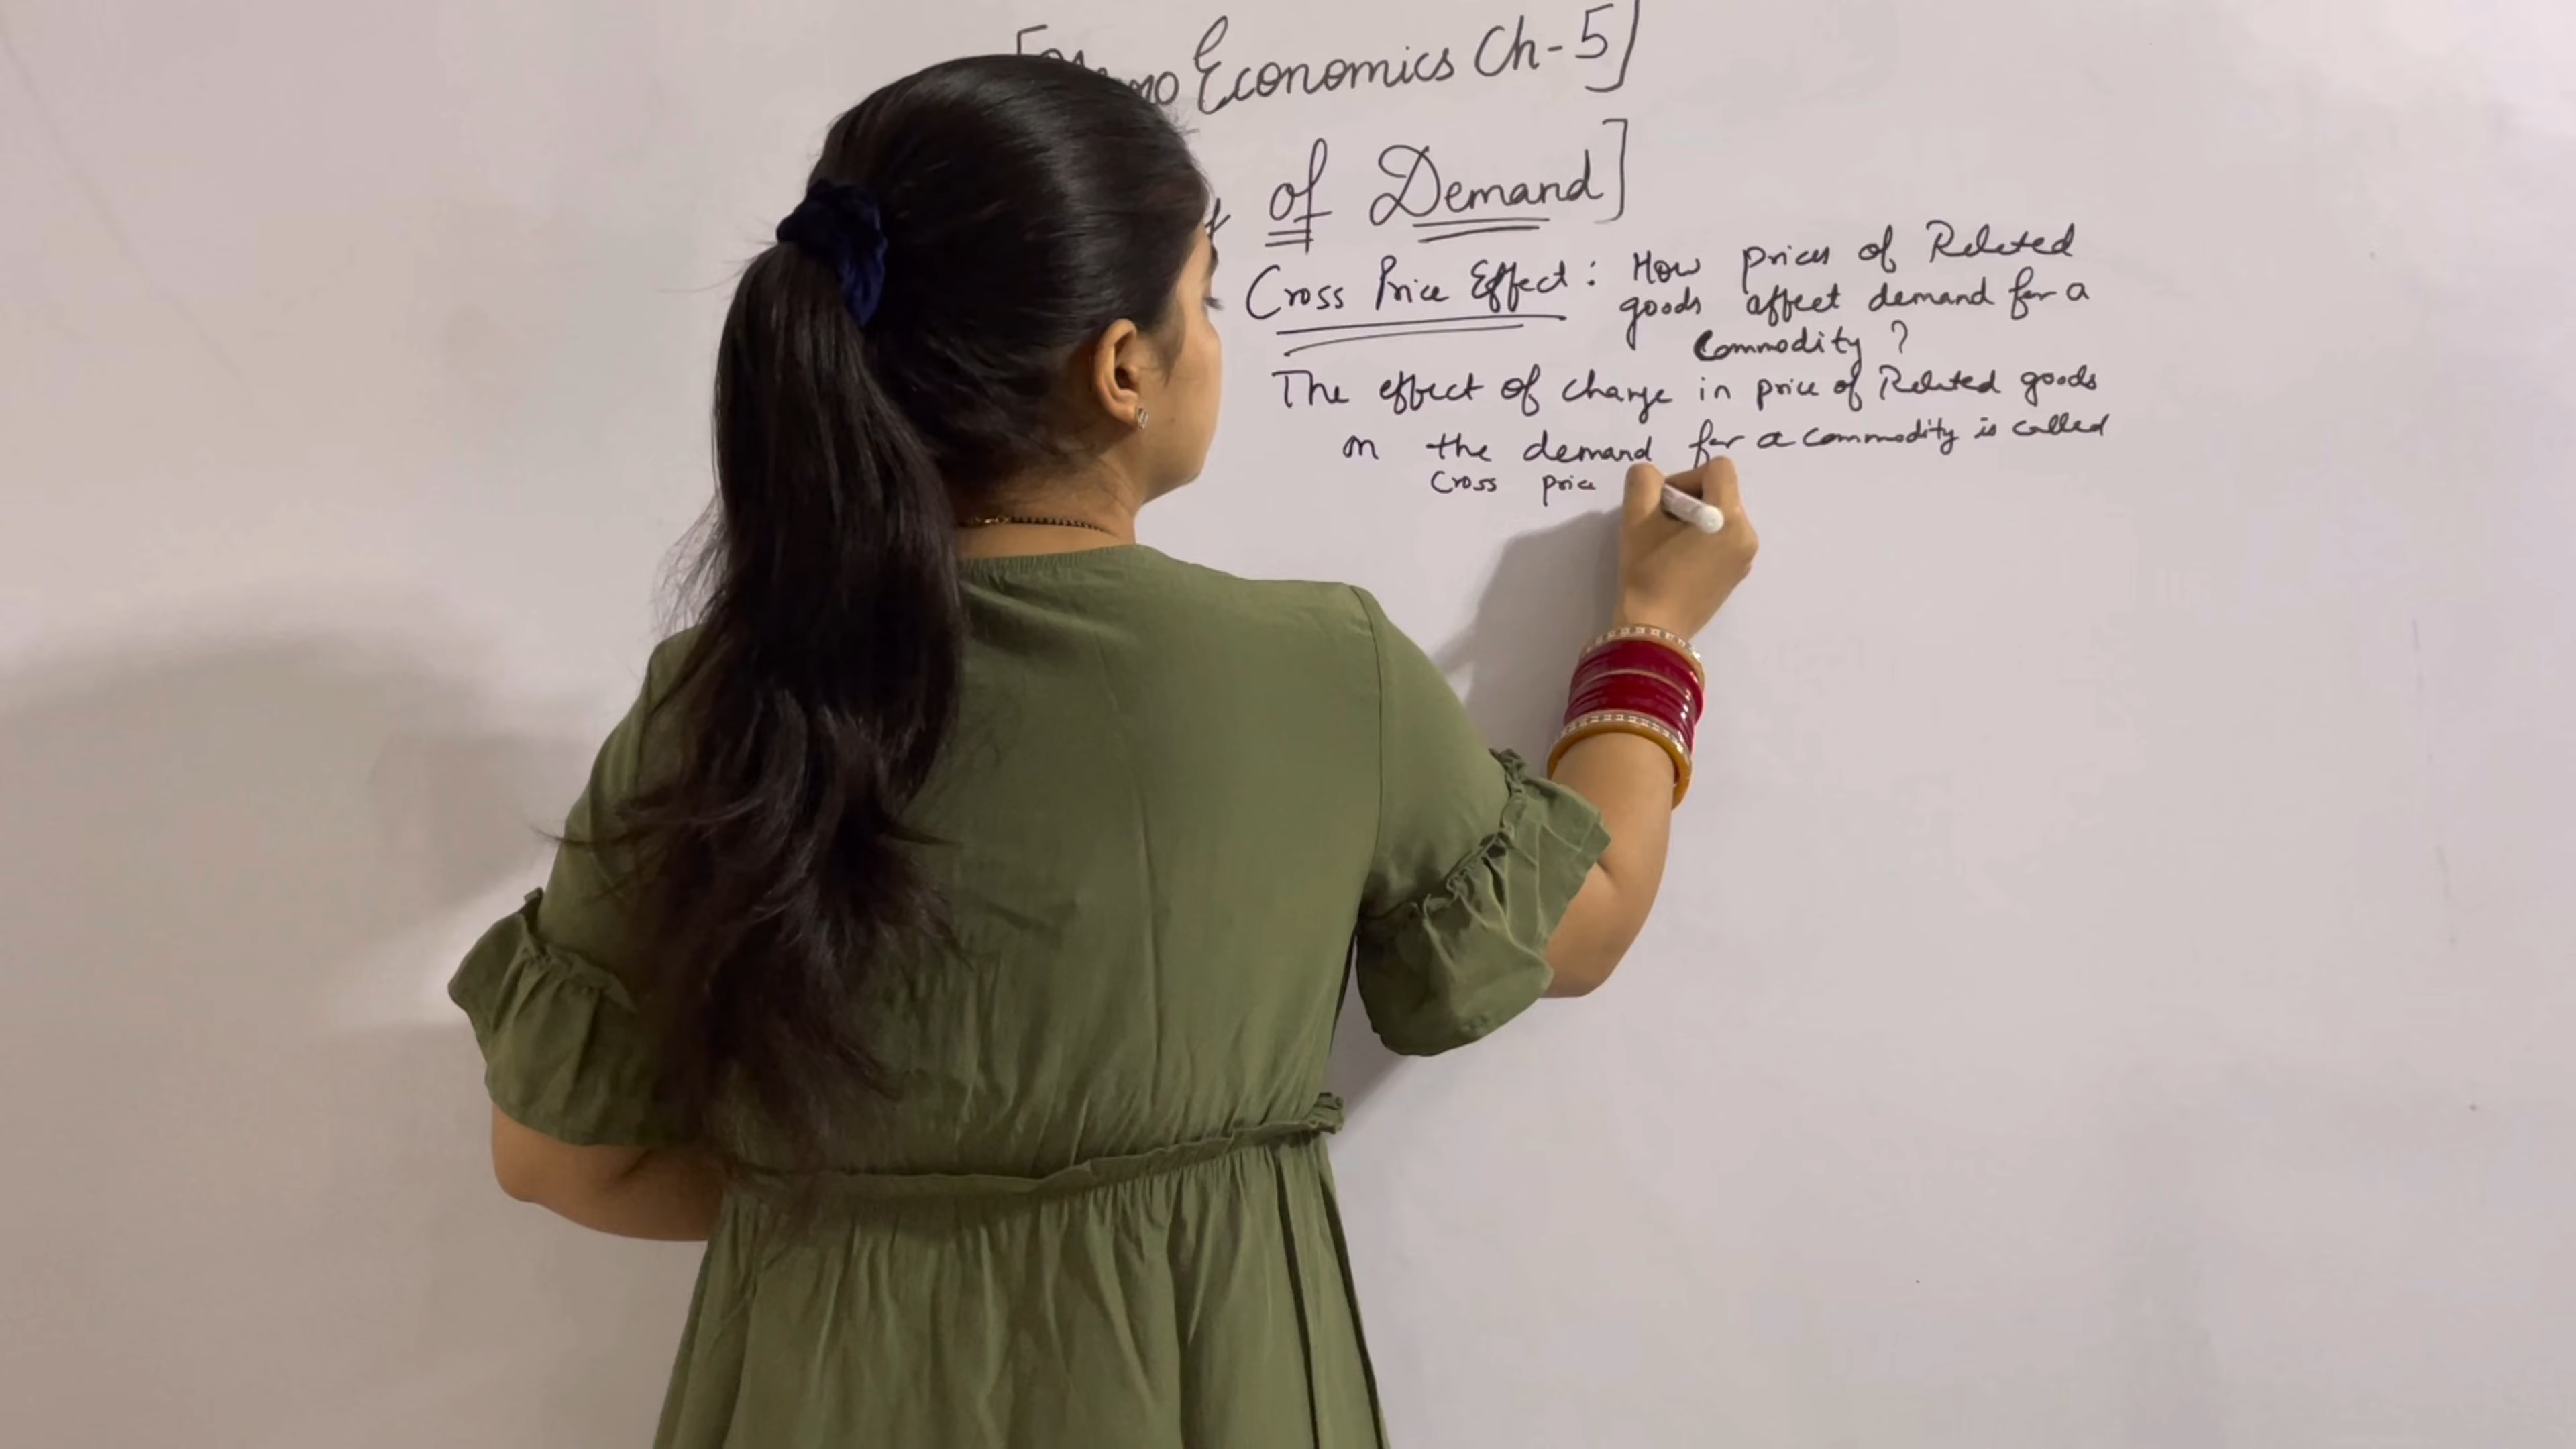 Economics Ch-5]
of Demand]
Cross Price Effect : How prices of Related
goods affect demand for a
Commodity ?
The effect of change in price of Related goods
on the demand for a commodity is called
Cross price